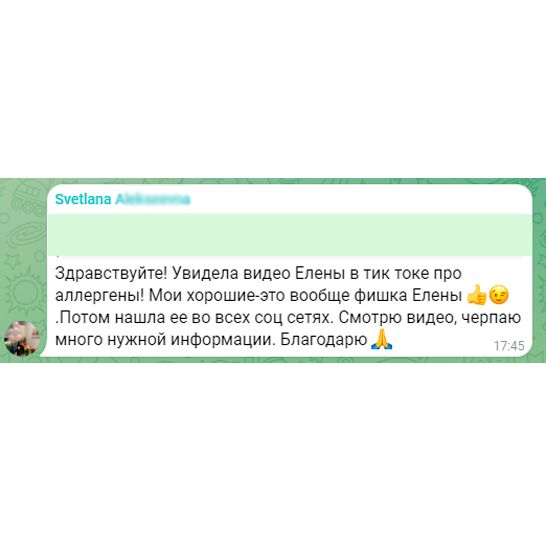 Svetlana
Здравствуйте! Увидела видео Елены в тик токе про
аллергены! Мои хорошие-это вообще фишка Елены 👍😉
.Потом нашла ее во всех соц сетях. Смотрю видео, черпаю
много нужной информации. Благодарю 🙏
17:45